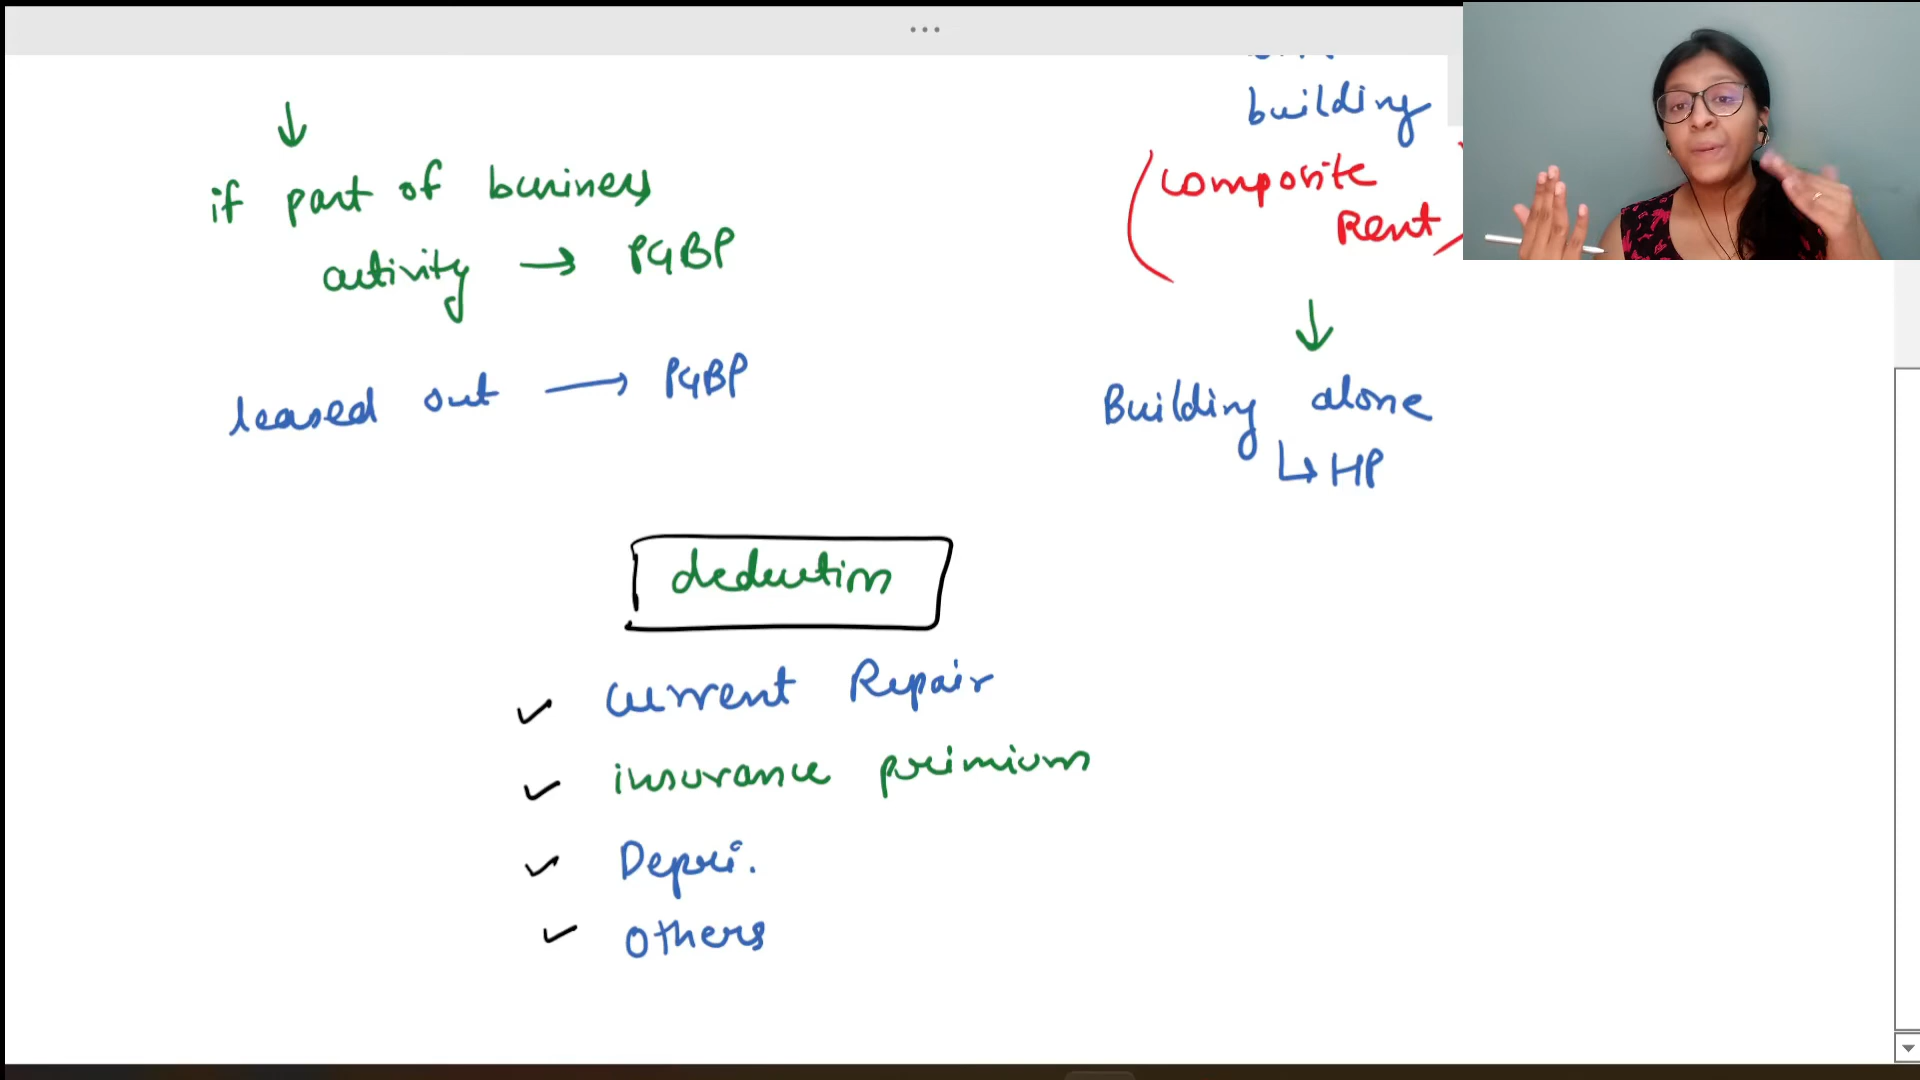 if part of business
activity → PGBP
leased out → PGBP
building
(composite
Rent
Building alone
↳ HP
deduction
✓ Current Repair
✓ insurance primium
✓ Depri.
✓ Others